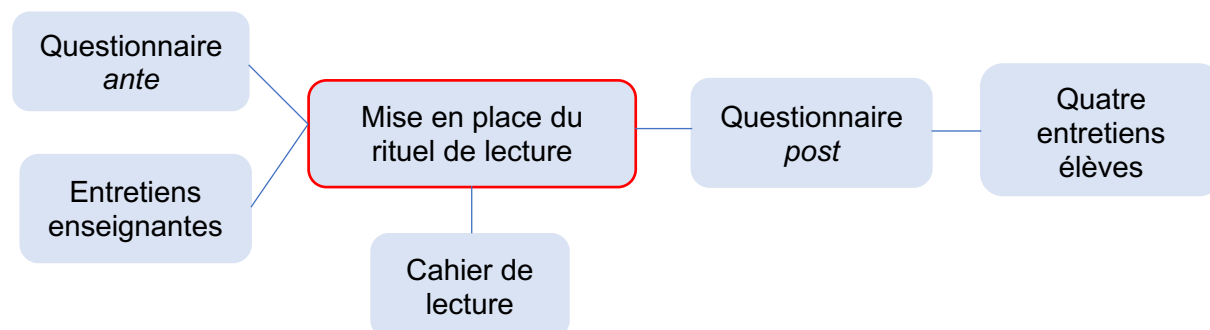 Questionnaire
ante
Entretiens
enseignantes
Mise en place du
rituel de lecture
Cahier de
lecture
Questionnaire
post
Quatre
entretiens
élèves